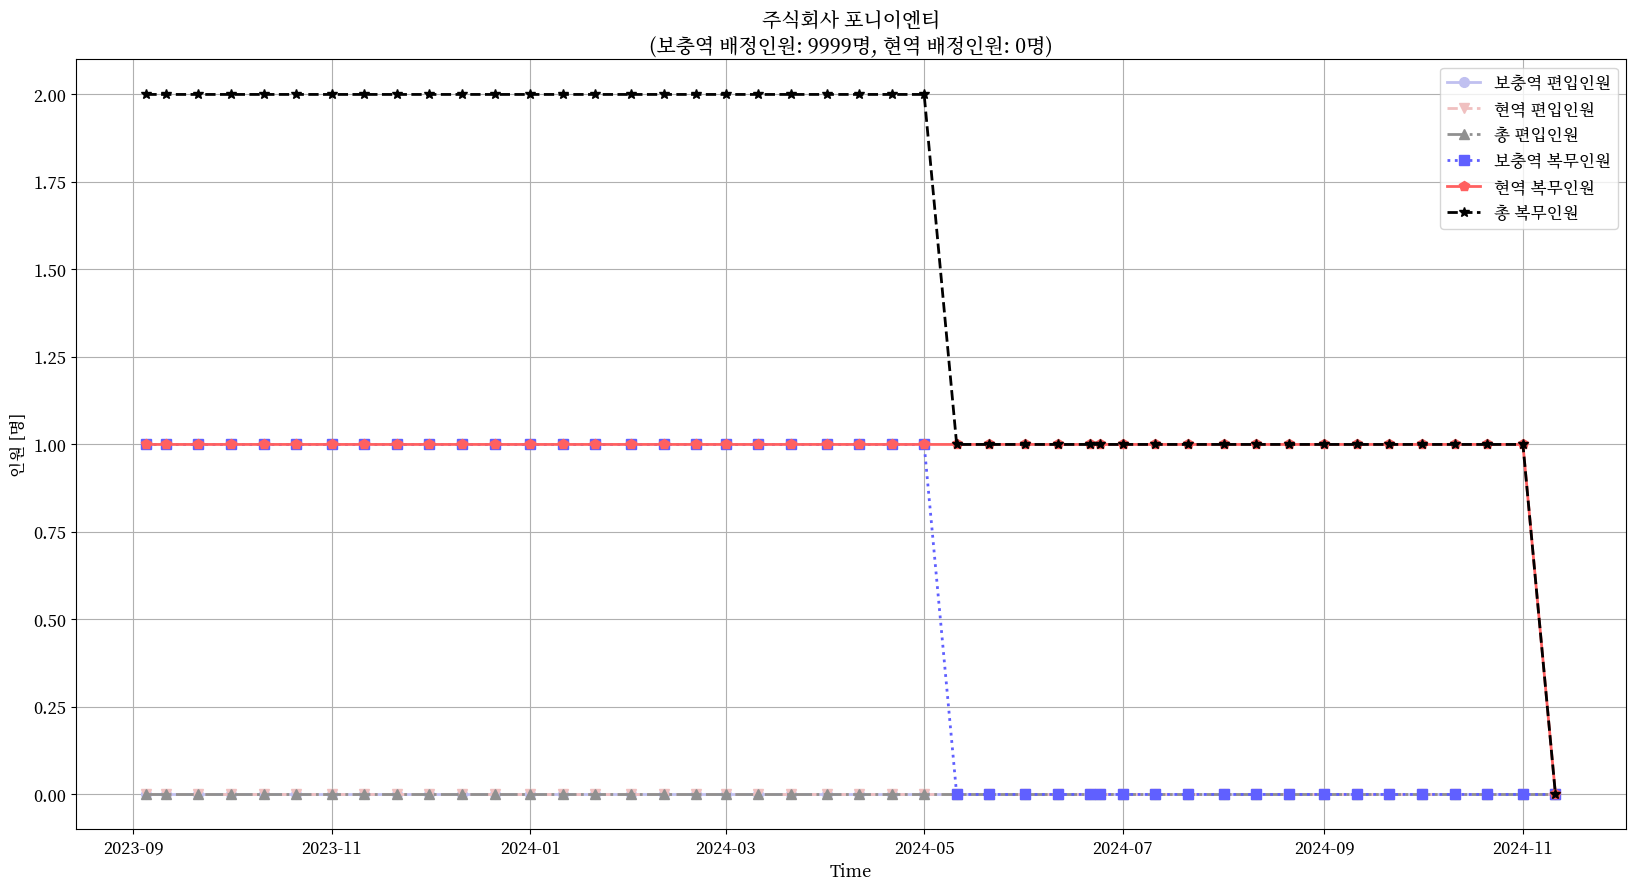 주식회사 포니이엔티
(보충역 배정인원: 9999명, 현역 배정인원: 0명)
보충역 편입인원
현역 편입인원
총 편입인원
보충역 복무인원
현역 복무인원
총 복무인원
인원 [명]
2.00
1.75
1.50
1.25
1.00
0.75
0.50
0.25
0.00
2023-09
2023-11
2024-01
2024-03
2024-05
2024-07
2024-09
2024-11
Time